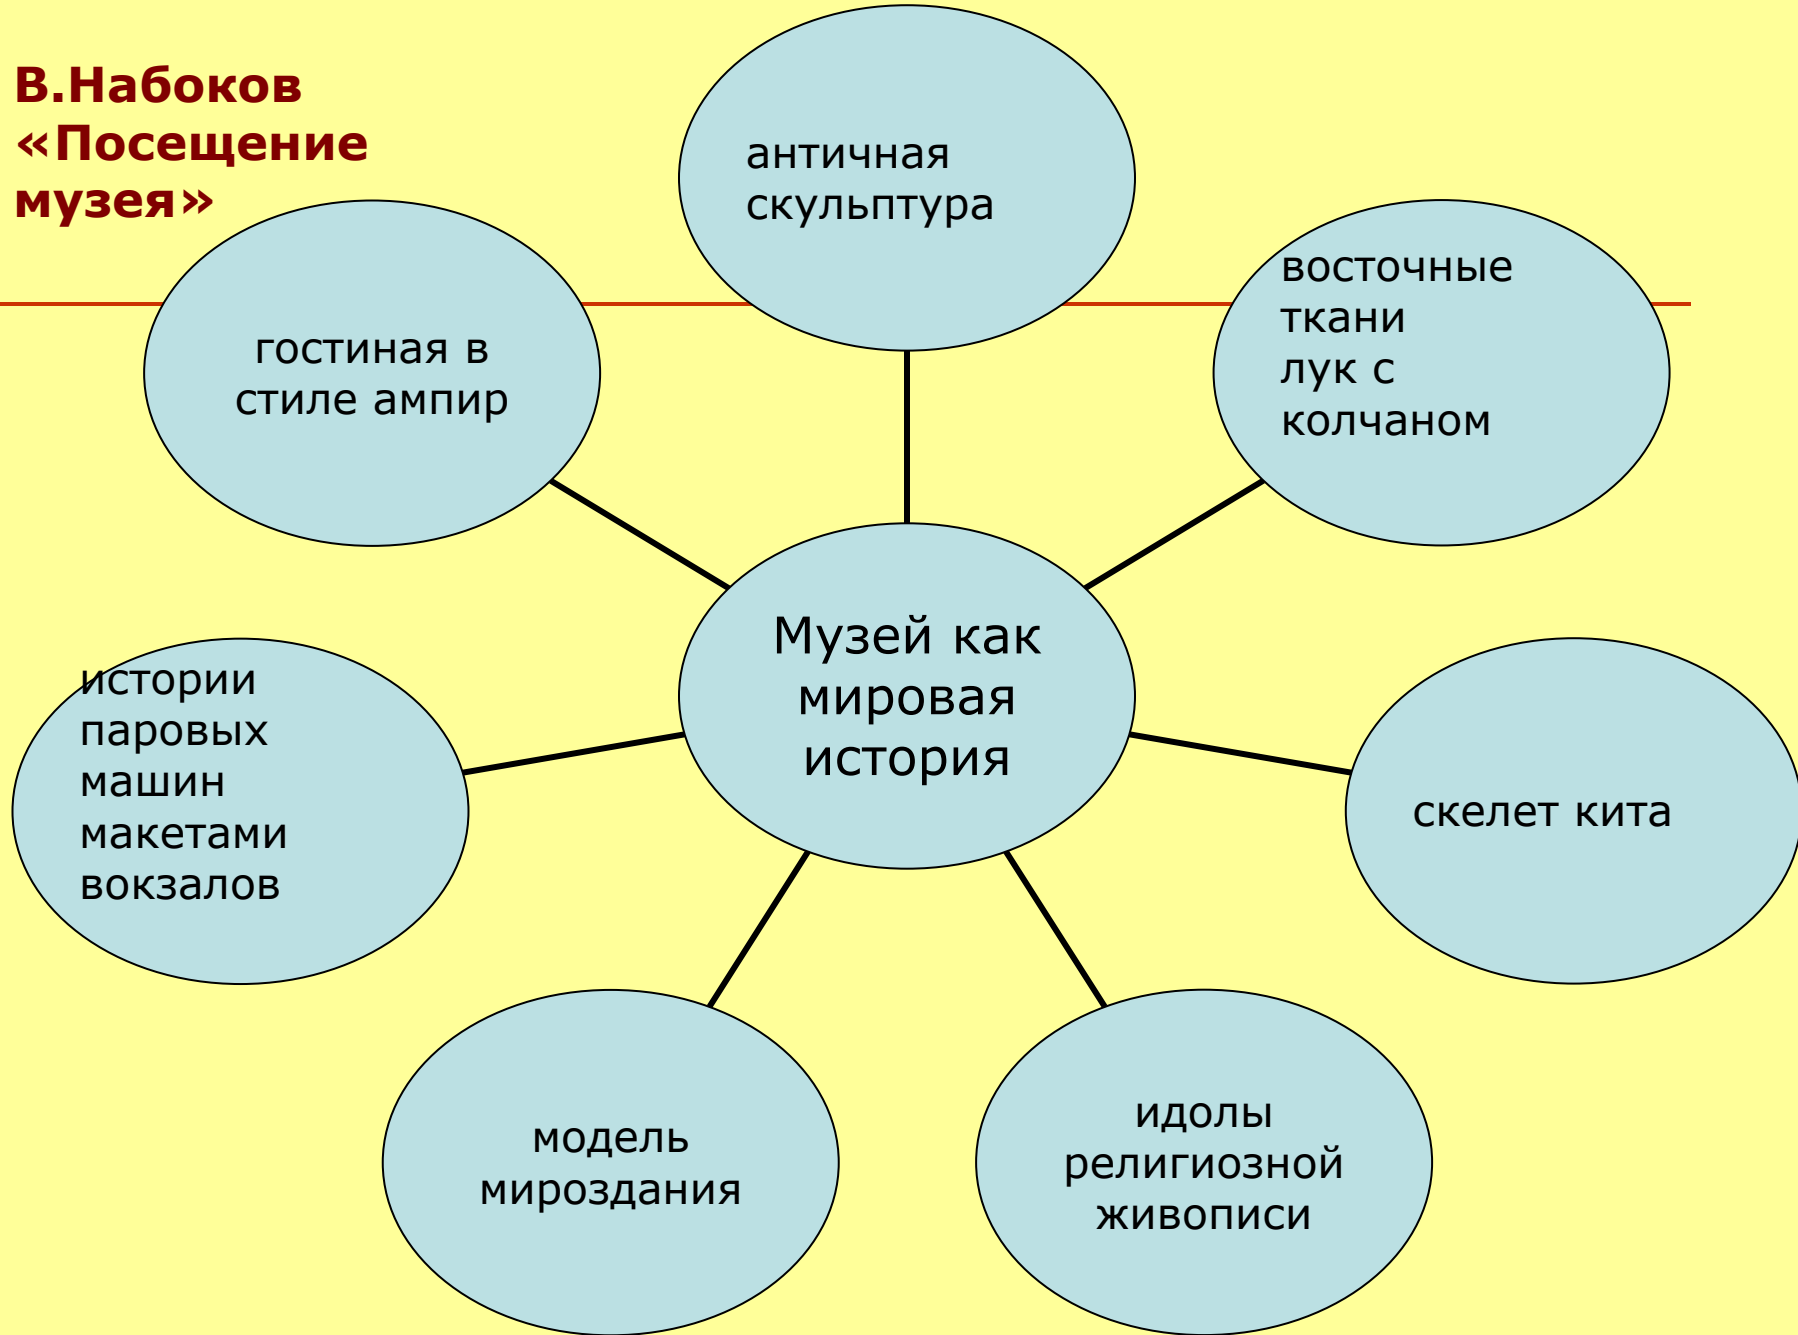 В.Набоков
«Посещение
музея»
античная
скульптура
восточные
ткани
лук с
колчаном
гостиная в
стиле ампир
Музей как
мировая
история
истории
паровых
машин
макетами
вокзалов
скелет кита
модель
мироздания
идолы
религиозной
живописи